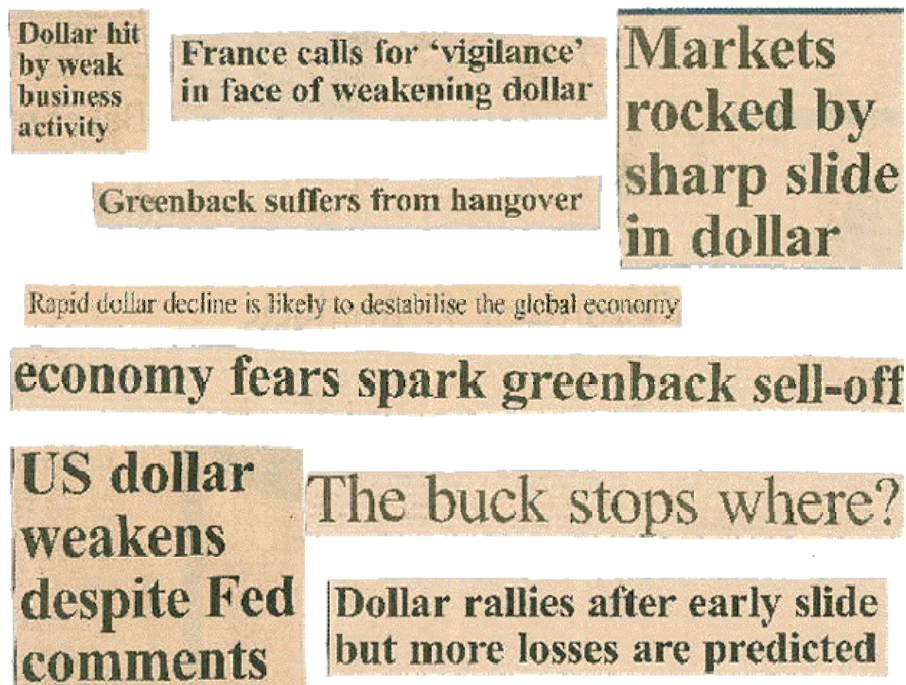 Dollar hit
by weak
business
activity
France calls for ‘vigilance’
in face of weakening dollar
Markets
rocked by
sharp slide
in dollar
Greenback suffers from hangover
Rapid dollar decline is likely to destabilise the global economy
economy fears spark greenback sell-off
US dollar
weakens
despite Fed
comments
The buck stops where?
Dollar rallies after early slide
but more losses are predicted